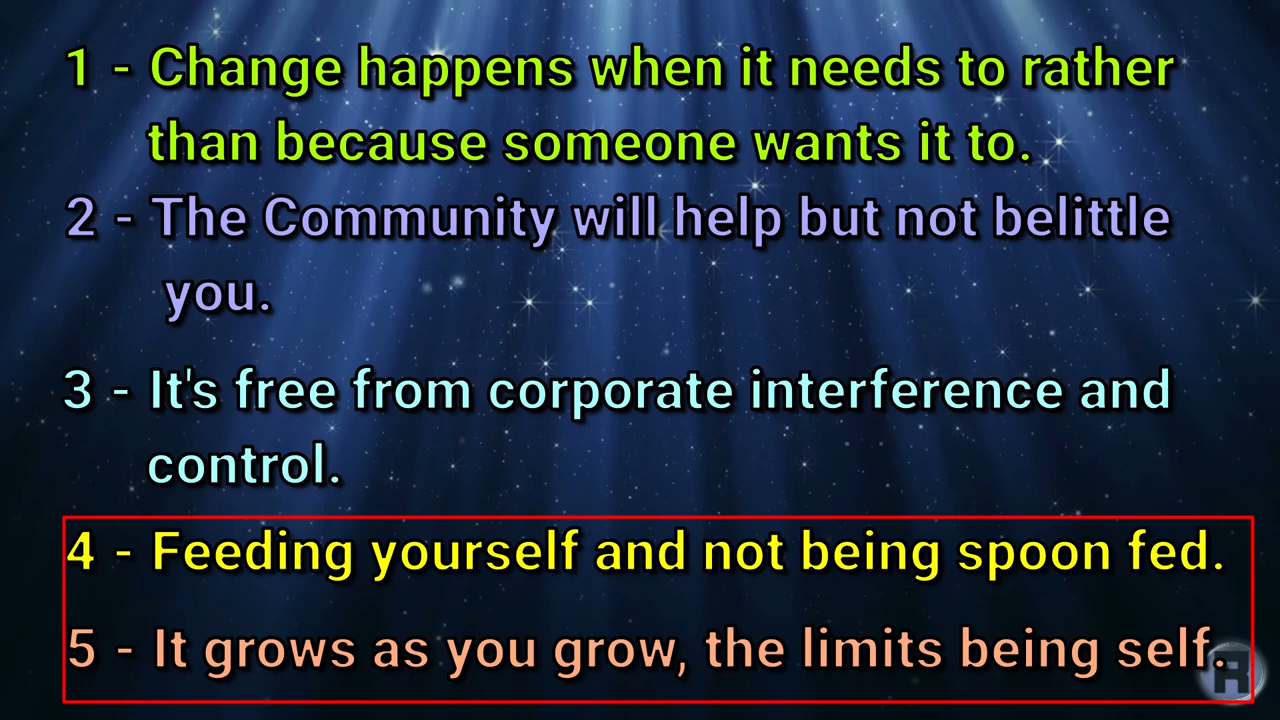 1 - Change happens when it needs to rather
than because someone wants it to.
2 - The Community will help but not belittle
you.
3 - It's free from corporate interference and
control.
4 - Feeding yourself and not being spoon fed.
5 - It grows as you grow, the limits being self.
R